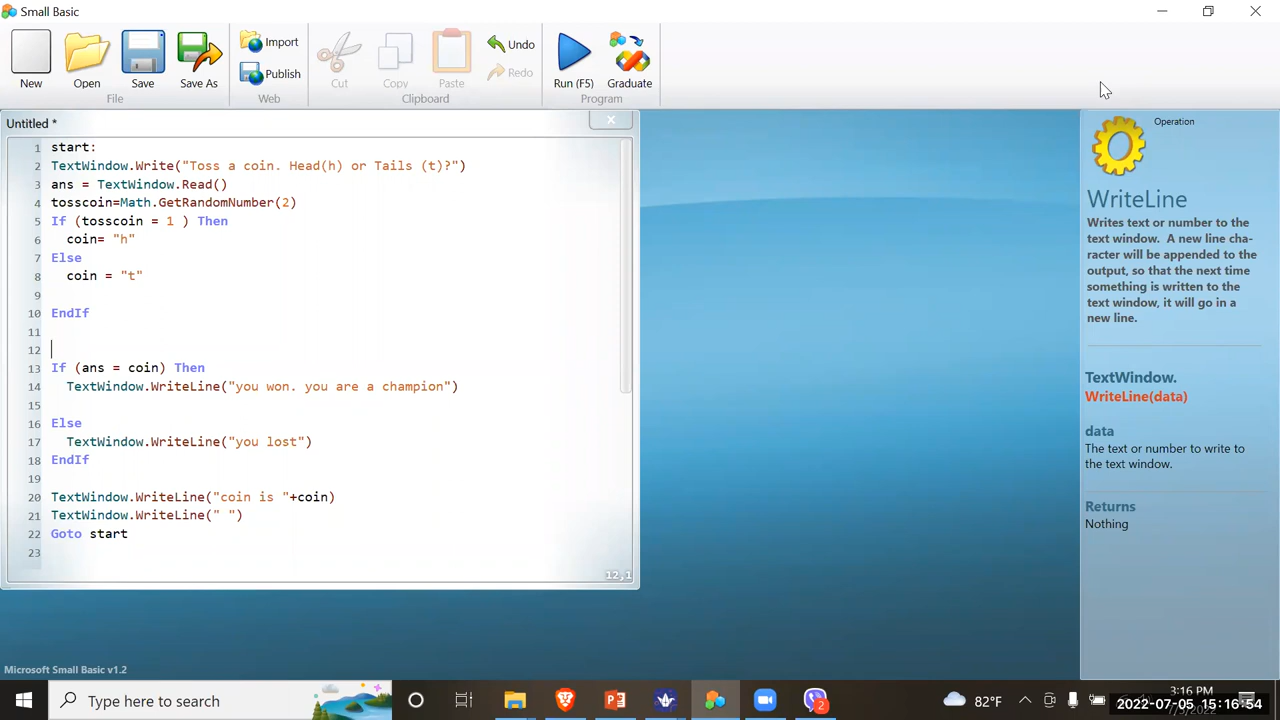 Small Basic
New
Open
Save
Save As
Import
Publish
Cut
Copy
Paste
Undo
Redo
Run (F5)
Graduate
File
Web
Clipboard
Program
Untitled *
1 start:
2 TextWindow.Write("Toss a coin. Head(h) or Tails (t)?")
3 ans = TextWindow.Read()
4 tosscoin=Math.GetRandomNumber(2)
5 If (tosscoin = 1 ) Then
6 coin= "h"
7 Else
8 coin = "t"
9
10 EndIf
11
12
13 If (ans = coin) Then
14 TextWindow.WriteLine("you won. you are a champion")
15
16 Else
17 TextWindow.WriteLine("you lost")
18 EndIf
19
20 TextWindow.WriteLine("coin is "+coin)
21 TextWindow.WriteLine(" ")
22 Goto start
23
12,1
Operation
WriteLine
Writes text or number to the
text window. A new line cha-
racter will be appended to the
output, so that the next time
something is written to the
text window, it will go in a
new line.
TextWindow.
WriteLine(data)
data
The text or number to write to
the text window.
Returns
Nothing
Microsoft Small Basic v1.2
Type here to search
2
82°F
3:16 PM
2022-07-05 15:16:54